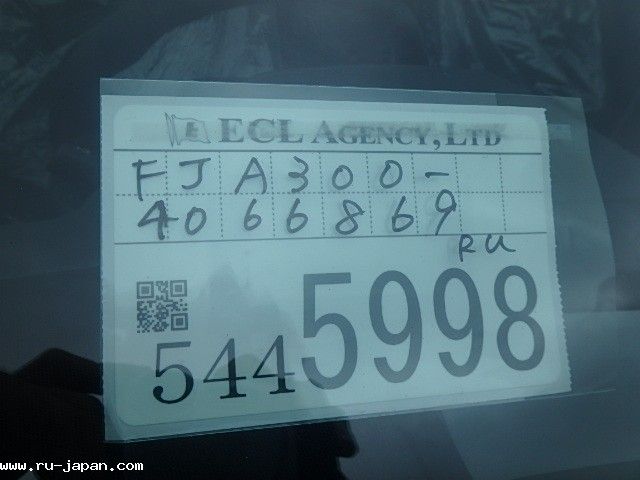 ECL AGENCY, LTD
FJA300-
4066869
RU
5445998
www.ru-japan.com